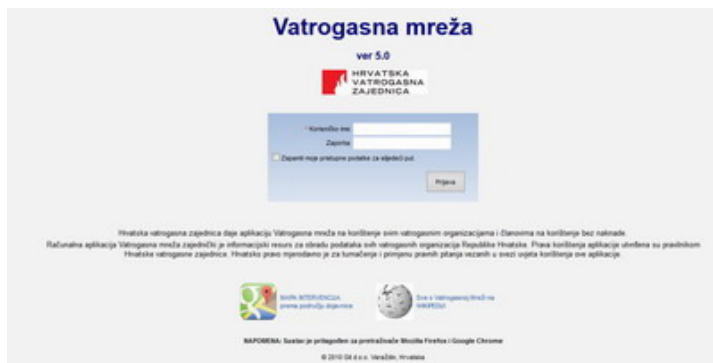 Vatrogasna mreža
ver 5.0
HRVATSKA
VATROGASNA
ZAJEDNICA
* Korisničko ime
Zaporka
Zapamti moje pristupne podatke za slijedeći put.
Prijava
Hrvatska vatrogasna zajednica daje aplikaciju Vatrogasna mreža na korištenje svim vatrogasnim organizacijama i članovima na korištenje bez naknade.
Računalna aplikacija Vatrogasna mreža zajednički je informacijski resurs za obradu podataka svih vatrogasnih organizacija Republike Hrvatske. Prava korištenja aplikacije utvrđena su pravilnikom
Hrvatske vatrogasne zajednice. Hrvatsko pravo mjerodavno je za tumačenje i primjenu pravnih pitanja vezanih u svezi uvjeta korištenja ove aplikacije.
MAPA INTERVENCIJA
prema području dojavnice
Sve o Vatrogasnoj Mreži na
WIKIPEDIJI
NAPOMENA: Sustav je prilagođen za pretraživače Mozilla Firefox i Google Chrome
© 2010 d.o.o. Varaždin, Hrvatska